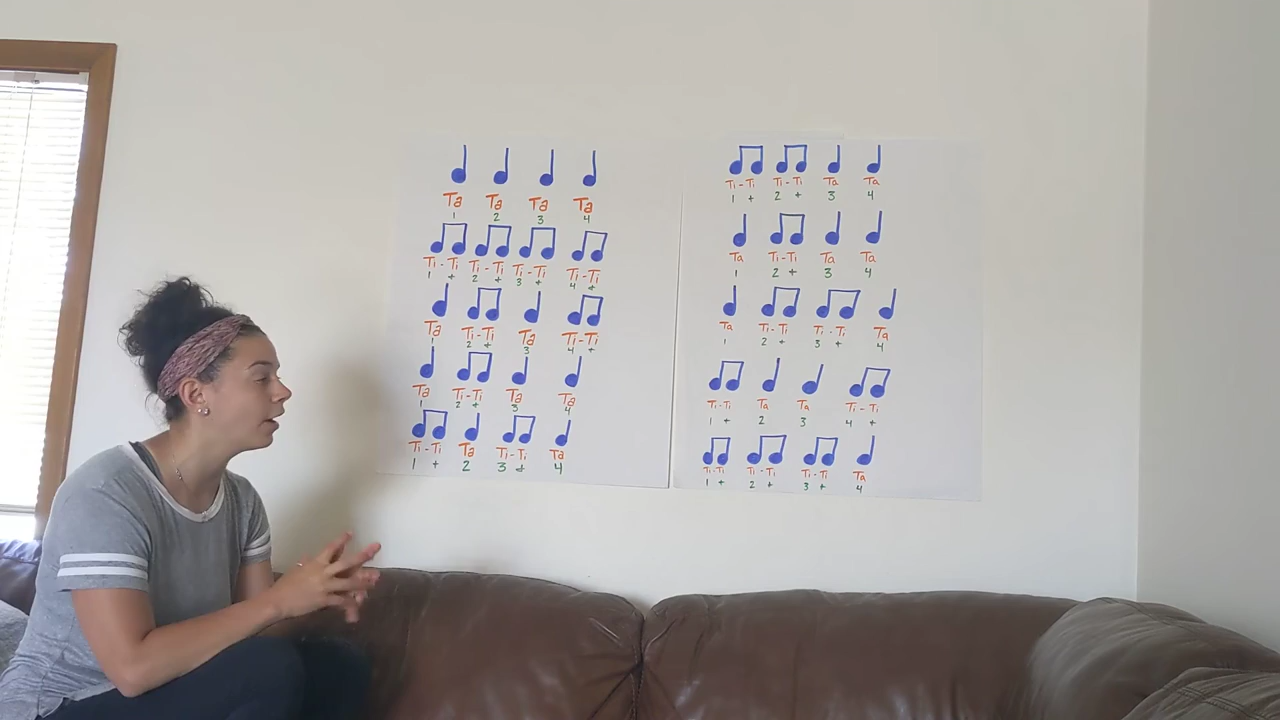 Ta Ta Ta Ta
1 2 3 4
Ti-Ti Ti-Ti Ti-Ti Ti-Ti
1 + 2 + 3 + 4 +
Ta Ti-Ti Ta Ti-Ti
1 2 + 3 4 +
Ta Ti-Ti Ta Ta
1 2 + 3 4
Ti-Ti Ta Ti-Ti Ta
1 + 2 3 + 4
Ti-Ti Ti-Ti Ta Ta
1 + 2 + 3 4
Ta Ti-Ti Ta Ta
1 2 + 3 4
Ta Ti-Ti Ti-Ti Ta
1 2 + 3 + 4
Ti-Ti Ta Ta Ti-Ti
1 + 2 3 4 +
Ti-Ti Ti-Ti Ti-Ti Ta
1 + 2 + 3 + 4